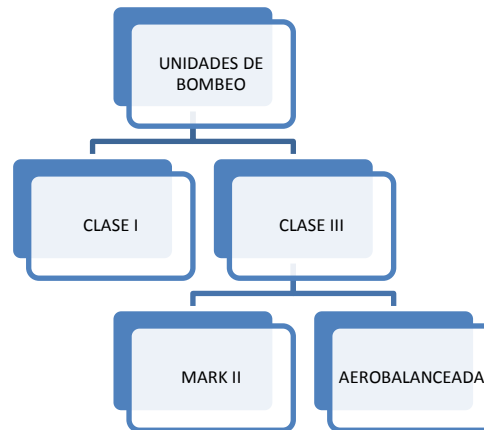 UNIDADES DE
BOMBEO
CLASE I
CLASE III
MARK II
AEROBALANCEADA